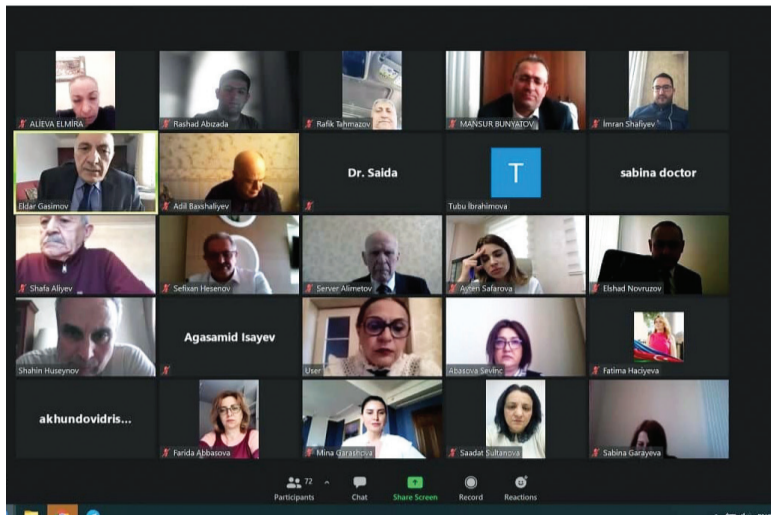 ALİEVA ELMİRA
Rashad Abızada
Rafik Tahmazov
MANSUR BUNYATOV
İmran Shafiyev
Eldar Gasimov
Adil Baxshaliyev
Dr. Saida
T
Tubu İbrahimova
sabina doctor
Shafa Aliyev
Sefixan Hesenov
Server Alimetov
Ayten Safarova
Elshad Novruzov
Shahin Huseynov
Agasamid Isayev
User
Abasova Sevinc
Fatima Haciyeva
akhundovidris...
Farida Abbasova
Mina Qarashova
Saadat Sultanova
Sabina Garayeva
72
Participants
Chat
Share Screen
Record
Reactions